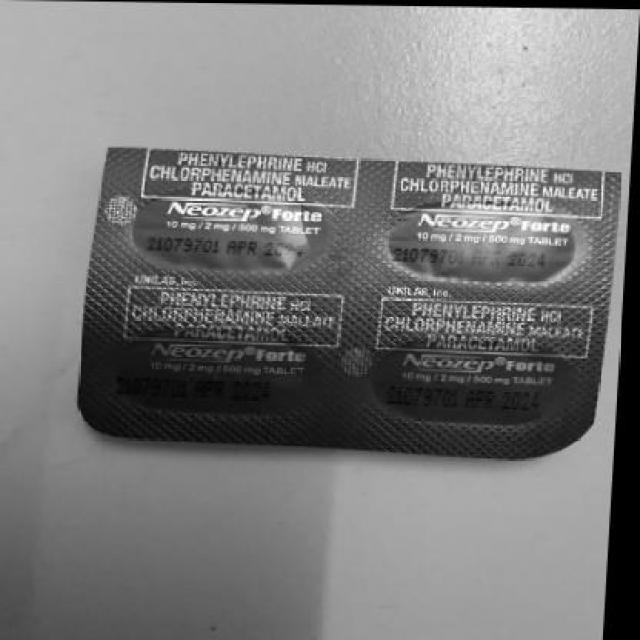 PHENYLEPHRINE HCl
CHLORPHENAMINE MALEATE
PARACETAMOL
Neozep® Forte
10 mg / 2 mg / 500 mg TABLET
21079701 APR
PHENYLEPHRINE HCl
CHLORPHENAMINE MALEATE
PARACETAMOL
Neozep® Forte
10 mg / 2 mg / 500 mg TABLET
21079701 APR 2024
UNILAB, Inc.
PHENYLEPHRINE HCl
CHLORPHENAMINE MALEATE
PARACETAMOL
Neozep® Forte
10 mg / 2 mg / 500 mg TABLET
21079701 APR 2024
UNILAB, Inc.
PHENYLEPHRINE HCl
CHLORPHENAMINE MALEATE
PARACETAMOL
Neozep® Forte
10 mg / 2 mg / 500 mg TABLET
21079701 APR 2024